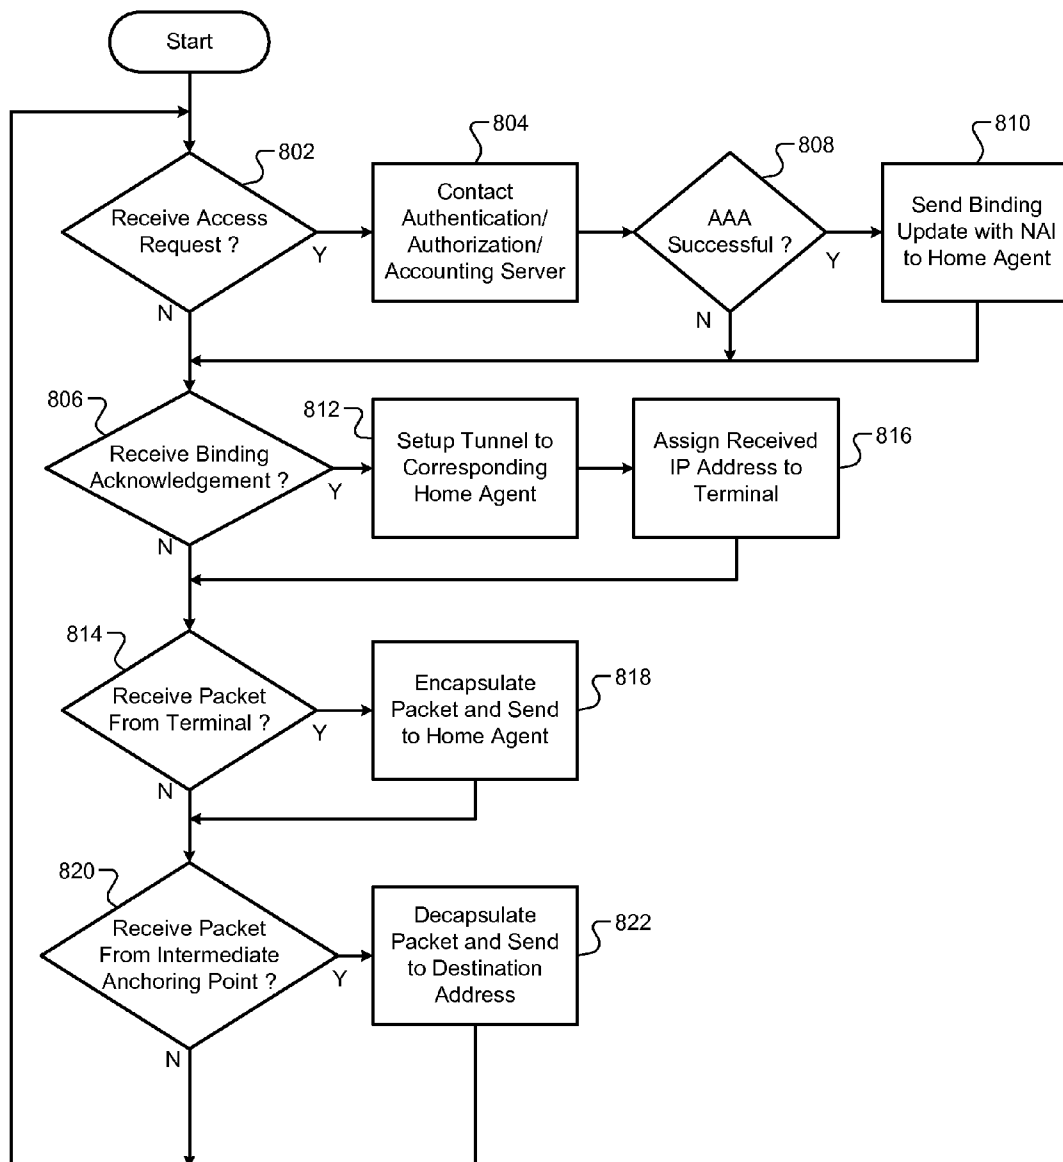 Start
802
Receive Access
Request ?
Y
N
804
Contact
Authentication/
Authorization/
Accounting Server
808
AAA
Successful ?
Y
N
810
Send Binding
Update with NAI
to Home Agent
806
Receive Binding
Acknowledgement ?
Y
N
812
Setup Tunnel to
Corresponding
Home Agent
Assign Received
IP Address to
Terminal
816
814
Receive Packet
From Terminal ?
Y
N
Encapsulate
Packet and Send
to Home Agent
818
820
Receive Packet
From Intermediate
Anchoring Point ?
Y
N
Decapsulate
Packet and Send
to Destination
Address
822